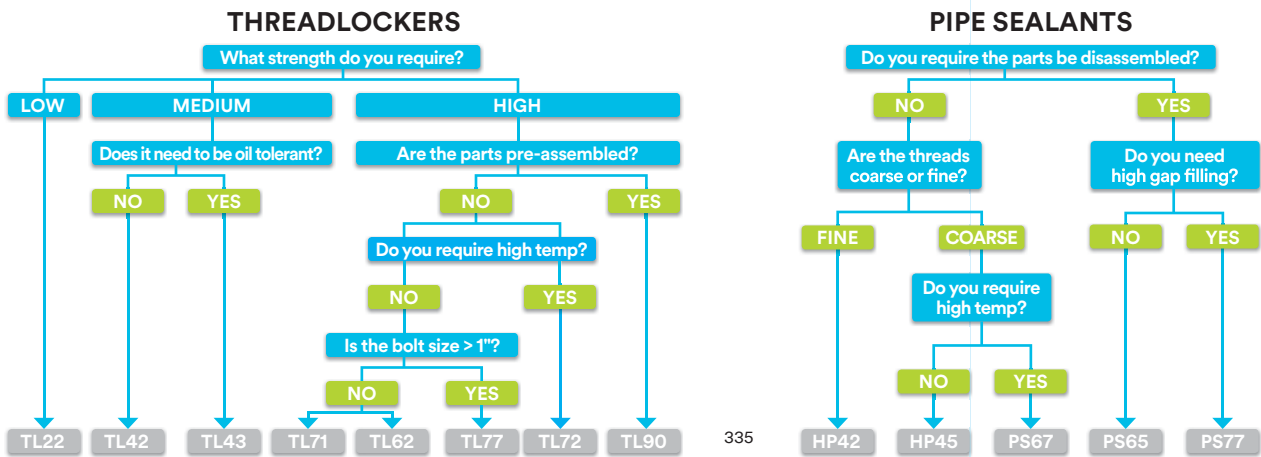 THREADLOCKERS
What strength do you require?
LOW
MEDIUM
HIGH
Does it need to be oil tolerant?
Are the parts pre-assembled?
NO
YES
NO
YES
Do you require high temp?
NO
YES
Is the bolt size > 1"?
NO
YES
TL22
TL42
TL43
TL71
TL62
TL77
TL72
TL90
335
PIPE SEALANTS
Do you require the parts be disassembled?
NO
YES
Are the threads
coarse or fine?
Do you need
high gap filling?
FINE
COARSE
NO
YES
Do you require
high temp?
NO
YES
HP42
HP45
PS67
PS65
PS77